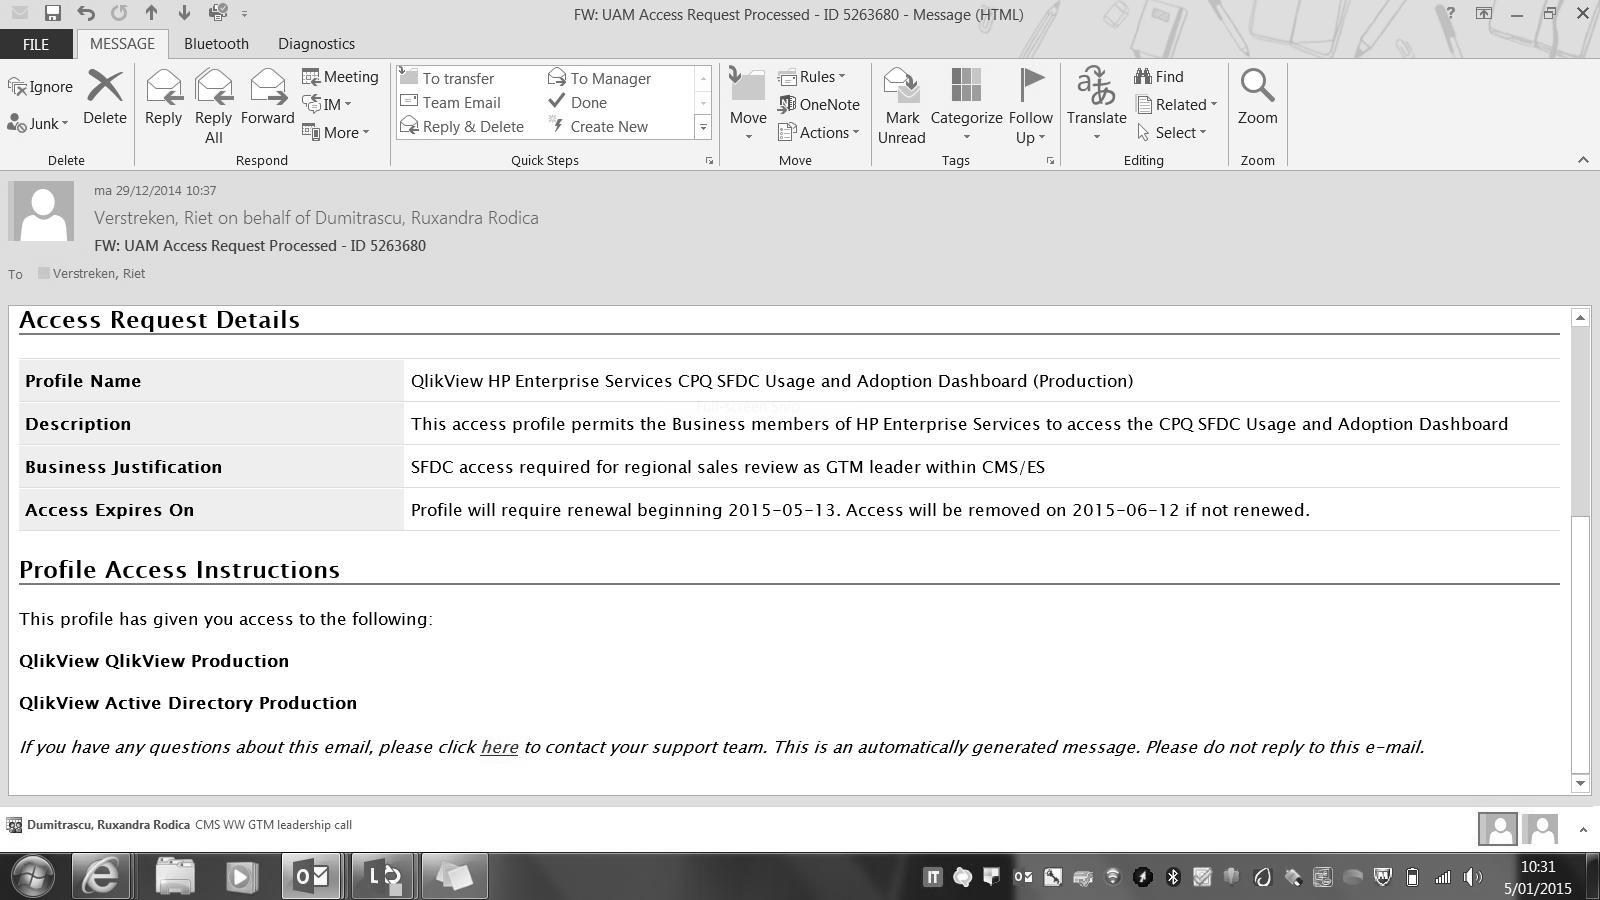 FW: UAM Access Request Processed - ID 5263680 - Message (HTML)
?
FILE MESSAGE Bluetooth Diagnostics
Ignore
Junk
Delete
Delete
Reply
Reply All
Forward
Meeting
IM
More
Respond
To transfer
To Manager
Team Email
Done
Reply & Delete
Create New
Quick Steps
Move
Rules
OneNote
Actions
Move
Mark Unread
Categorize
Follow Up
Tags
Translate
Find
Related
Select
Editing
Zoom
Zoom
ma 29/12/2014 10:37
Verstreken, Riet on behalf of Dumitrascu, Ruxandra Rodica
FW: UAM Access Request Processed - ID 5263680
To Verstreken, Riet
Access Request Details
Profile Name QlikView HP Enterprise Services CPQ SFDC Usage and Adoption Dashboard (Production)
Full-screen Snip
Description This access profile permits the Business members of HP Enterprise Services to access the CPQ SFDC Usage and Adoption Dashboard
Business Justification SFDC access required for regional sales review as GTM leader within CMS/ES
Access Expires On Profile will require renewal beginning 2015-05-13. Access will be removed on 2015-06-12 if not renewed.
Profile Access Instructions
This profile has given you access to the following:
QlikView QlikView Production
QlikView Active Directory Production
If you have any questions about this email, please click here to contact your support team. This is an automatically generated message. Please do not reply to this e-mail.
Dumitrascu, Ruxandra Rodica CMS WW GTM leadership call
IT
10:31
5/01/2015